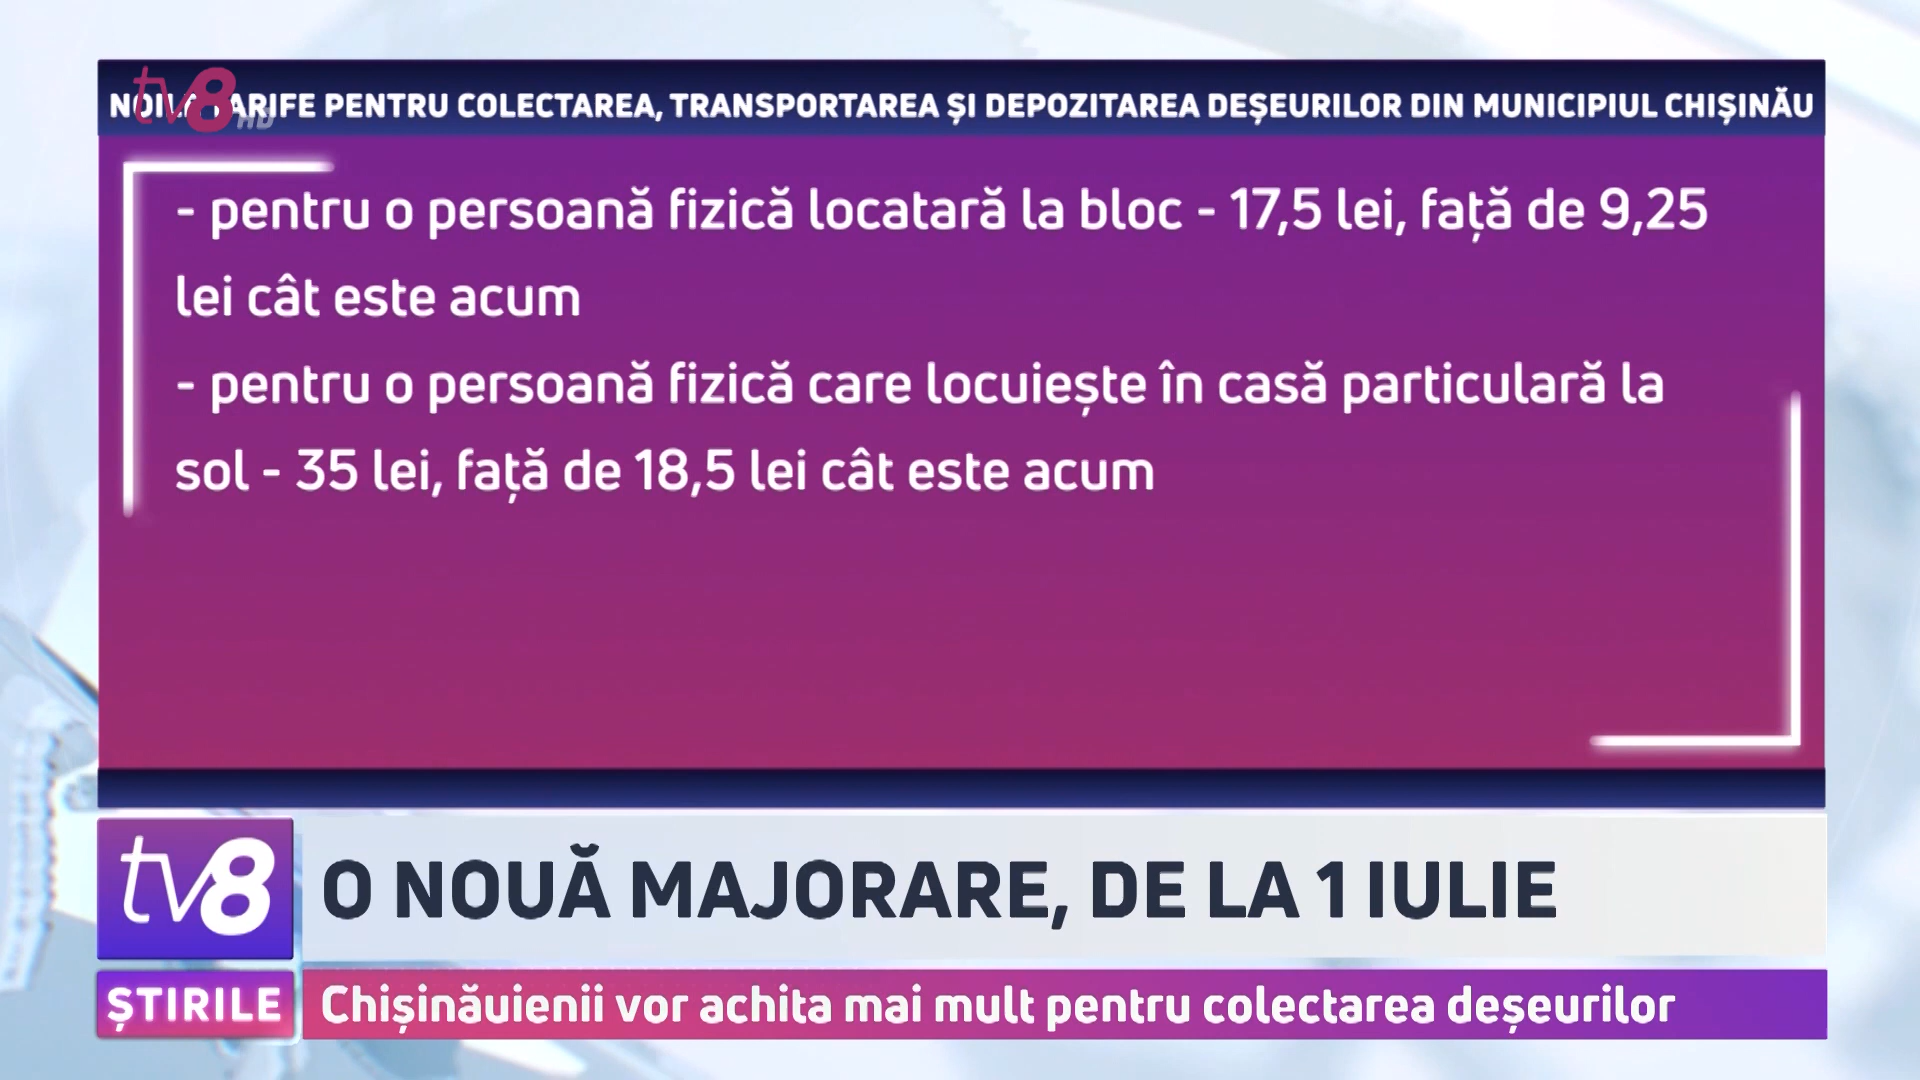 tv8 HD
TARIFE PENTRU COLECTAREA, TRANSPORTAREA ȘI DEPOZITAREA DEȘEURILOR DIN MUNICIPIUL CHIȘINĂU
- pentru o persoană fizică locatară la bloc - 17,5 lei, față de 9,25
lei cât este acum
- pentru o persoană fizică care locuiește în casă particulară la
sol - 35 lei, față de 18,5 lei cât este acum
tv8
O NOUĂ MAJORARE, DE LA 1 IULIE
ȘTIRILE
Chișinăuienii vor achita mai mult pentru colectarea deșeurilor